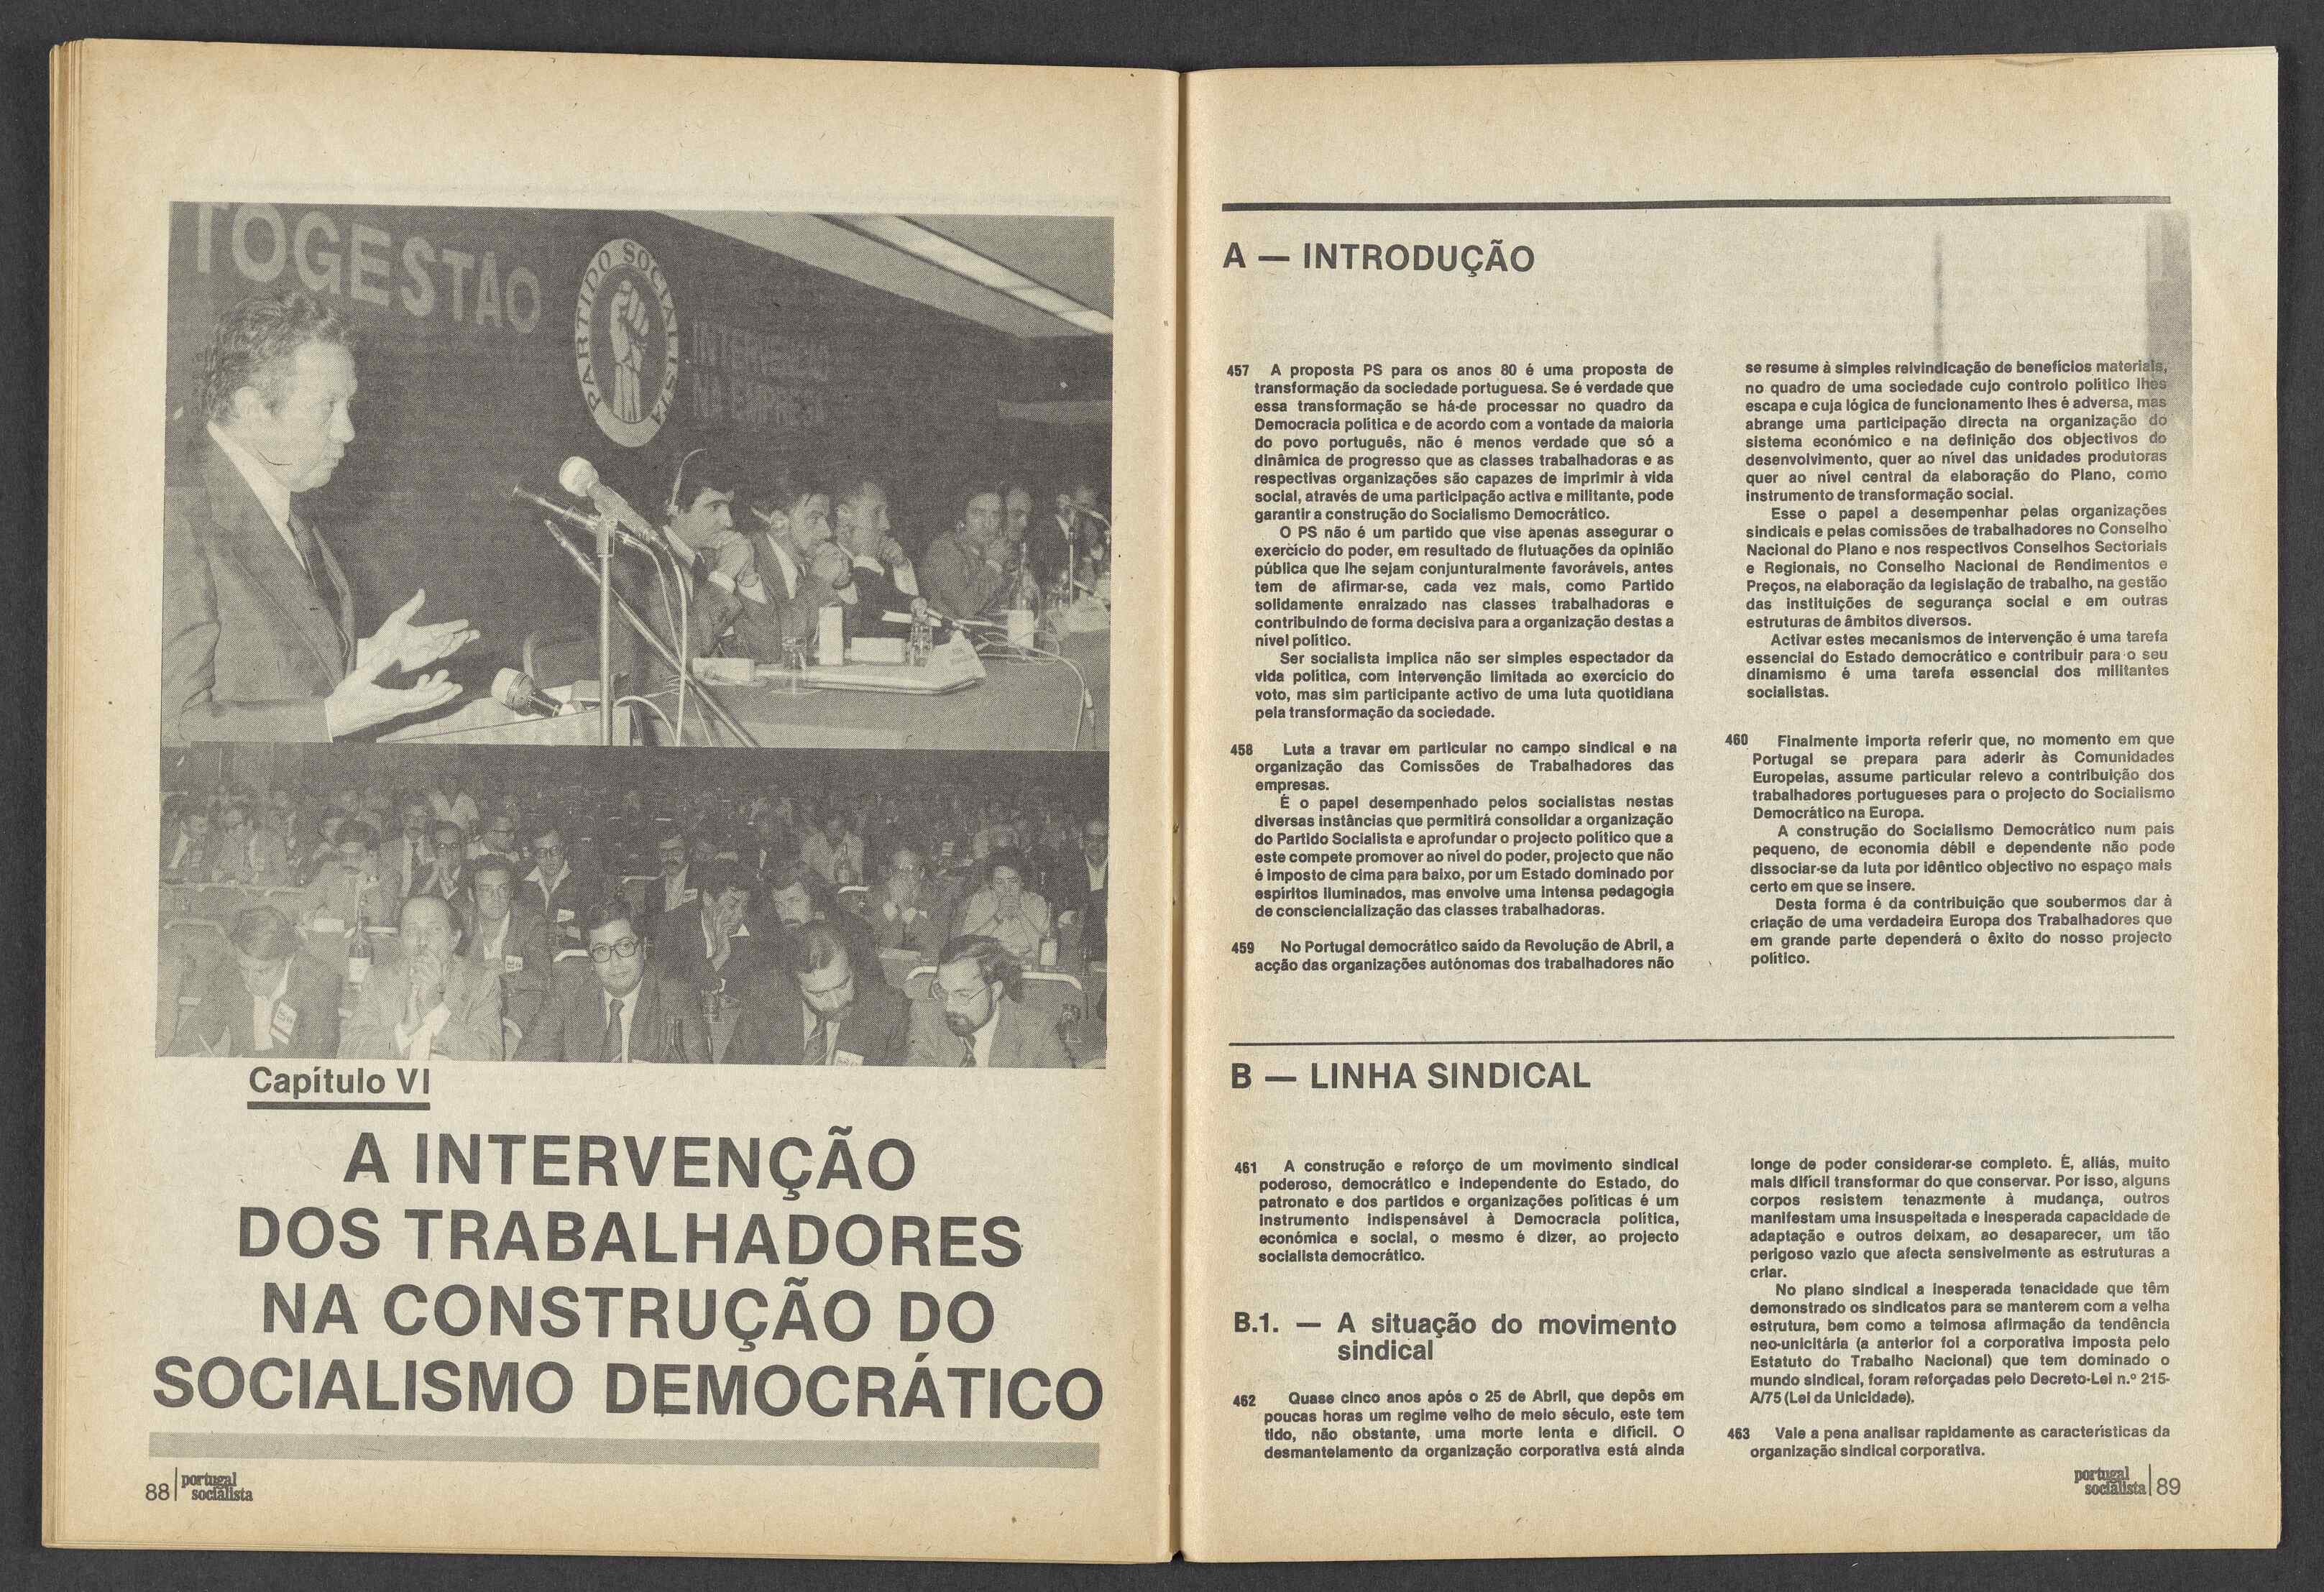 TOGESTÃO
PARTIDO SOCIALISTA
Capítulo VI
A INTERVENÇÃO
DOS TRABALHADORES
NA CONSTRUÇÃO DO
SOCIALISMO DEMOCRÁTICO
88 portugal
socialista
A — INTRODUÇÃO
457 A proposta PS para os anos 80 é uma proposta de
transformação da sociedade portuguesa. Se é verdade que
essa transformação se há-de processar no quadro da
Democracia política e de acordo com a vontade da maioria
do povo português, não é menos verdade que só a
dinâmica de progresso que as classes trabalhadoras e as
respectivas organizações são capazes de imprimir à vida
social, através de uma participação activa e militante, pode
garantir a construção do Socialismo Democrático.
O PS não é um partido que vise apenas assegurar o
exercício do poder, em resultado de flutuações da opinião
pública que lhe sejam conjunturalmente favoráveis, antes
tem de afirmar-se, cada vez mais, como Partido
solidamente enraizado nas classes trabalhadoras e
contribuindo de forma decisiva para a organização destas a
nível político.
Ser socialista implica não ser simples espectador da
vida política, com intervenção limitada ao exercício do
voto, mas sim participante activo de uma luta quotidiana
pela transformação da sociedade.
458 Luta a travar em particular no campo sindical e na
organização das Comissões de Trabalhadores das
empresas.
É o papel desempenhado pelos socialistas nestas
diversas instâncias que permitirá consolidar a organização
do Partido Socialista e aprofundar o projecto político que a
este compete promover ao nível do poder, projecto que não
é imposto de cima para baixo, por um Estado dominado por
espíritos iluminados, mas envolve uma intensa pedagogia
de consciencialização das classes trabalhadoras.
459 No Portugal democrático saído da Revolução de Abril, a
acção das organizações autónomas dos trabalhadores não
se resume à simples reivindicação de benefícios materiais,
no quadro de uma sociedade cujo controlo político lhes
escapa e cuja lógica de funcionamento lhes é adversa, mas
abrange uma participação directa na organização do
sistema económico e na definição dos objectivos do
desenvolvimento, quer ao nível das unidades produtoras
quer ao nível central da elaboração do Plano, como
instrumento de transformação social.
Esse o papel a desempenhar pelas organizações
sindicais e pelas comissões de trabalhadores no Conselho
Nacional do Plano e nos respectivos Conselhos Sectoriais
e Regionais, no Conselho Nacional de Rendimentos e
Preços, na elaboração da legislação de trabalho, na gestão
das instituições de segurança social e em outras
estruturas de âmbitos diversos.
Activar estes mecanismos de intervenção é uma tarefa
essencial do Estado democrático e contribuir para o seu
dinamismo é uma tarefa essencial dos militantes
socialistas.
460 Finalmente importa referir que, no momento em que
Portugal se prepara para aderir às Comunidades
Europeias, assume particular relevo a contribuição dos
trabalhadores portugueses para o projecto do Socialismo
Democrático na Europa.
A construção do Socialismo Democrático num país
pequeno, de economia débil e dependente não pode
dissociar-se da luta por idêntico objectivo no espaço mais
certo em que se insere.
Desta forma é da contribuição que soubermos dar à
criação de uma verdadeira Europa dos Trabalhadores que
em grande parte dependerá o êxito do nosso projecto
político.
B — LINHA SINDICAL
461 A construção e reforço de um movimento sindical
poderoso, democrático e independente do Estado, do
patronato e dos partidos e organizações políticas é um
instrumento indispensável à Democracia política,
económica e social, o mesmo é dizer, ao projecto
socialista democrático.
B.1. — A situação do movimento
sindical
462 Quase cinco anos após o 25 de Abril, que depôs em
poucas horas um regime velho de meio século, este tem
tido, não obstante, uma morte lenta e difícil. O
desmantelamento da organização corporativa está ainda
longe de poder considerar-se completo. É, aliás, muito
mais difícil transformar do que conservar. Por isso, alguns
corpos resistem tenazmente à mudança, outros
manifestam uma insuspeitada e inesperada capacidade de
adaptação e outros deixam, ao desaparecer, um tão
perigoso vazio que afecta sensivelmente as estruturas a
criar.
No plano sindical a inesperada tenacidade que têm
demonstrado os sindicatos para se manterem com a velha
estrutura, bem como a teimosa afirmação da tendência
neo-unicitária (a anterior foi a corporativa imposta pelo
Estatuto do Trabalho Nacional) que tem dominado o
mundo sindical, foram reforçadas pelo Decreto-Lei n.º 215-
A/75 (Lei da Unicidade).
463 Vale a pena analisar rapidamente as características da
organização sindical corporativa.
portugal
socialista 89